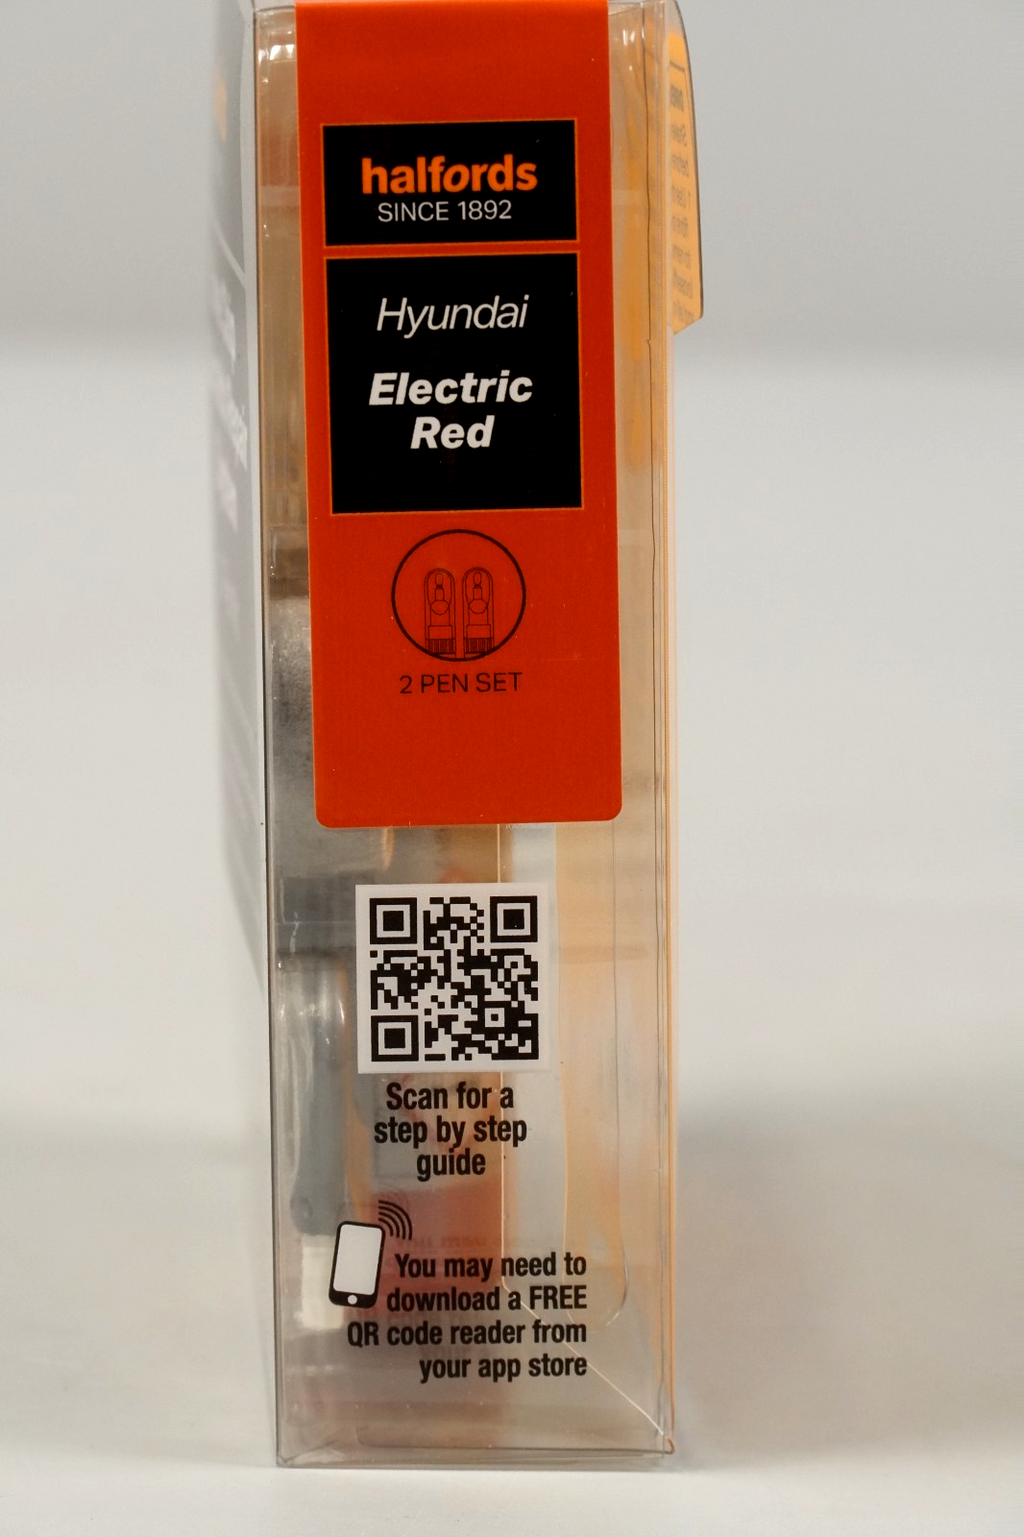 halfords
SINCE 1892
Hyundai
Electric
Red
2 PEN SET
Scan for a
step by step
guide
You may need to
download a FREE
QR code reader from
your app store